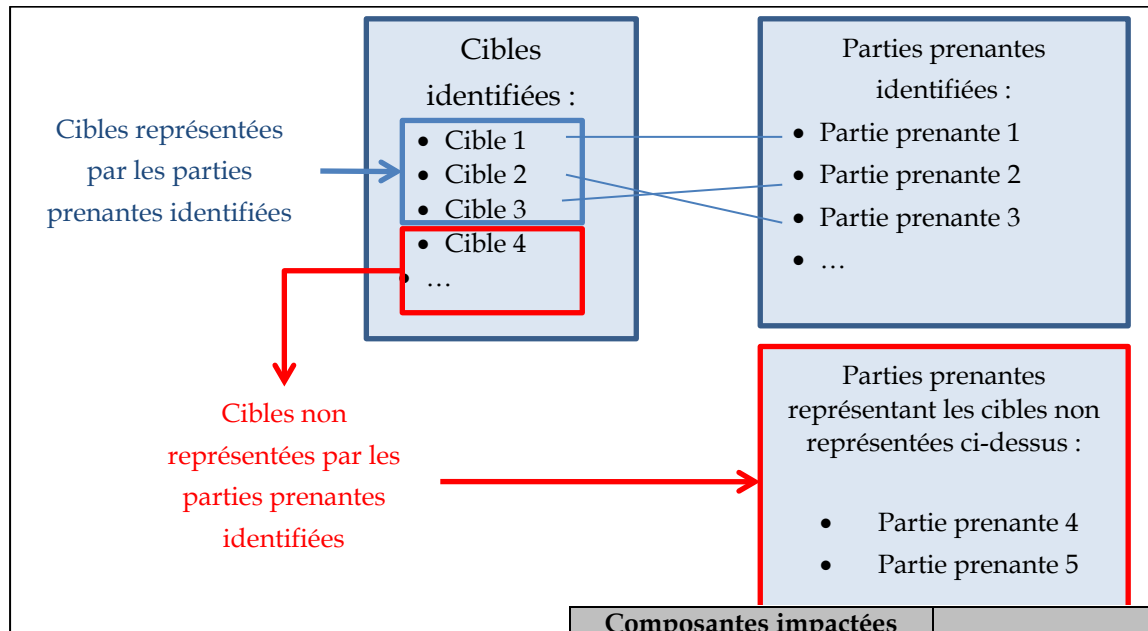 Cibles
identifiées :
• Cible 1
• Cible 2
• Cible 3
• Cible 4
• …
Parties prenantes
identifiées :
• Partie prenante 1
• Partie prenante 2
• Partie prenante 3
• …
Cibles représentées
par les parties
prenantes identifiées
Cibles non
représentées par les
parties prenantes
identifiées
Parties prenantes
représentant les cibles non
représentées ci-dessus :
• Partie prenante 4
• Partie prenante 5
Composantes impactées